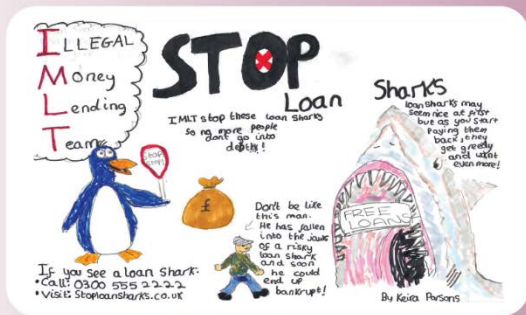 ILLEGAL
Money
Lending
Team
STOP
Loan
Sharks
IMLT stop these loan sharks
so no more people
don't go into
depth!
loan sharks may
seem nice at first
but as you start
Paying them
back, they
get greedy
and want
even more!
Stop
Stop!
£
FREE
LOANS
Don't be like
this man.
He has fallen
into the jaws
of a risky
loan shark
and soon
he could
end up
bankrupt!
If you see a loan shark:
• Call: 0300 555 2222
• Visit: Stoploansharks.co.uk
By Keira Parsons